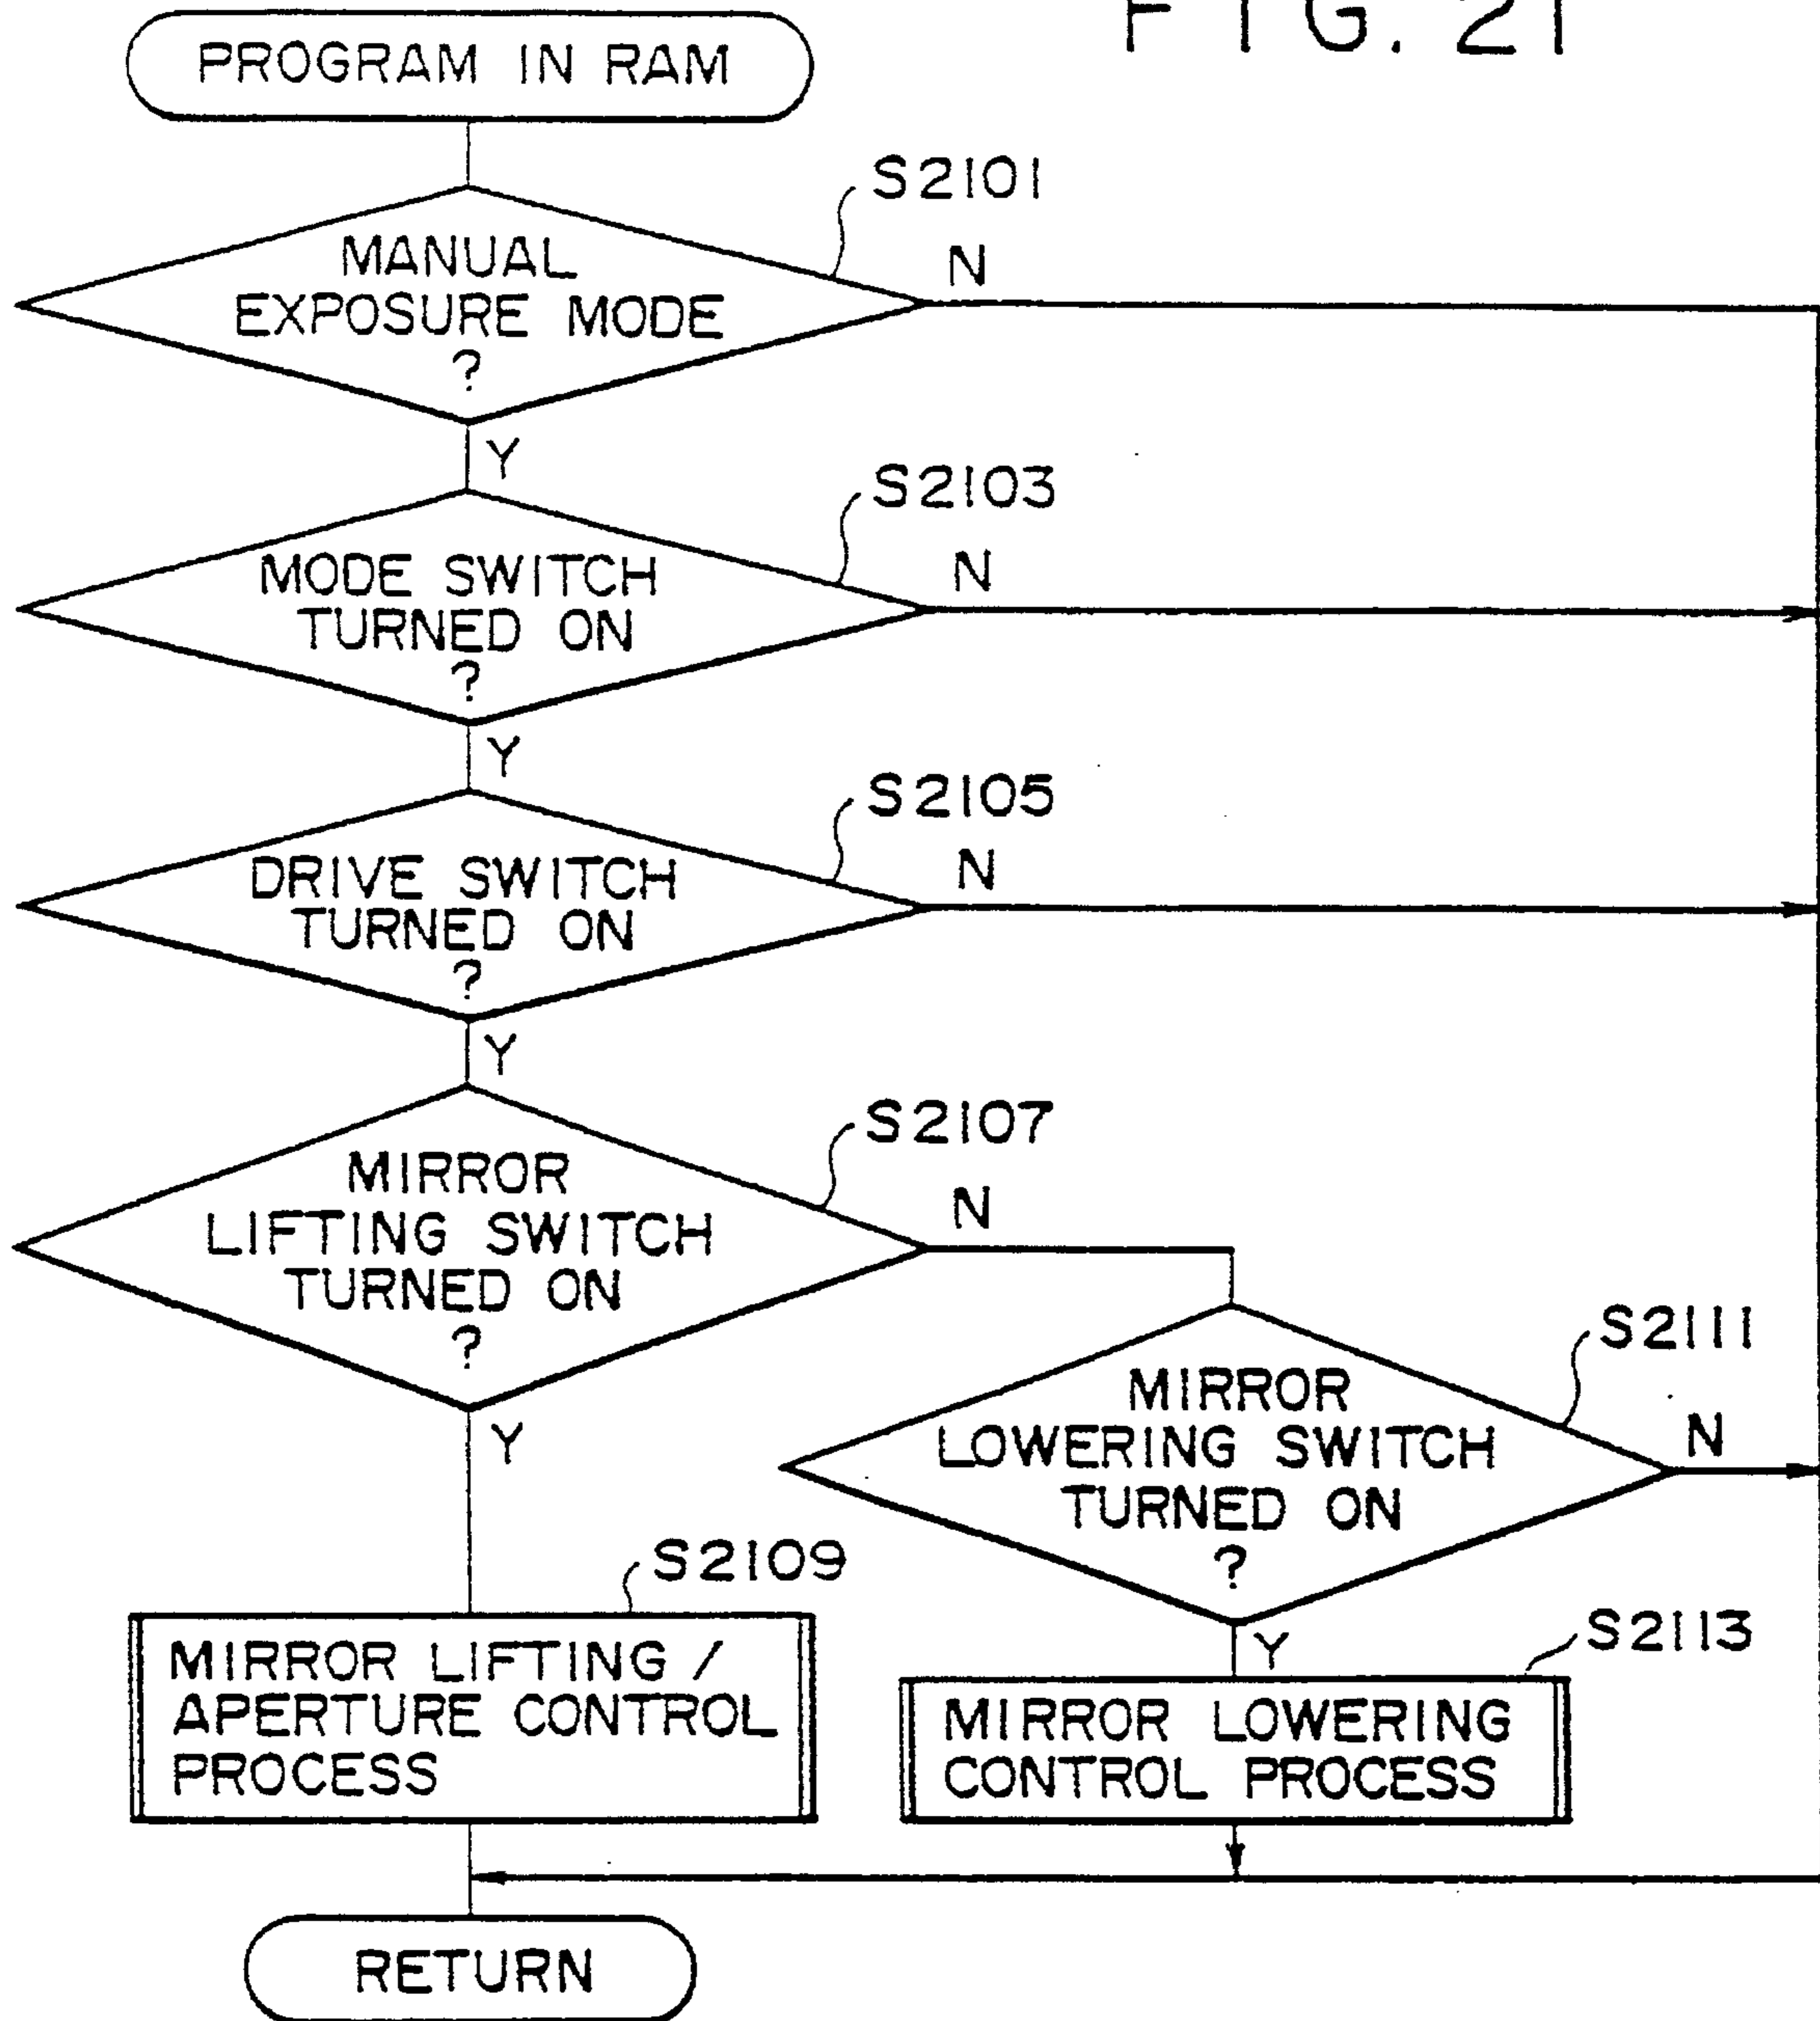 FIG. 21
PROGRAM IN RAM
S2101
MANUAL
EXPOSURE MODE
?
N
Y
S2103
MODE SWITCH
TURNED ON
?
N
Y
S2105
DRIVE SWITCH
TURNED ON
?
N
Y
S2107
MIRROR
LIFTING SWITCH
TURNED ON
?
N
Y
S2111
MIRROR
LOWERING SWITCH
TURNED ON
?
N
Y
S2109
MIRROR LIFTING /
APERTURE CONTROL
PROCESS
S2113
MIRROR LOWERING
CONTROL PROCESS
RETURN